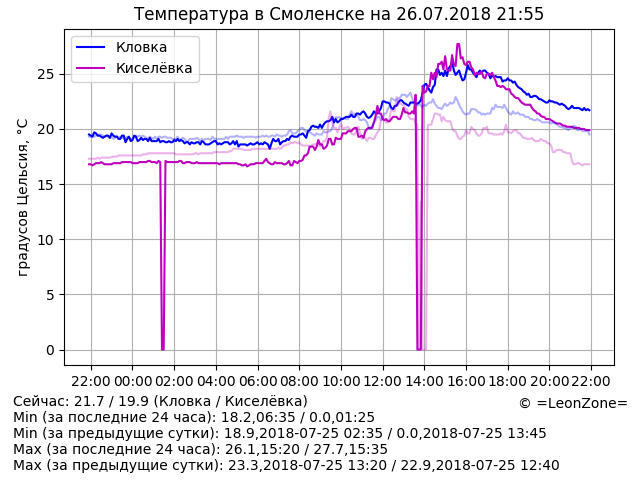 Температура в Смоленске на 26.07.2018 21:55
Кловка
Киселёвка
градусов Цельсия, °C
25
20
15
10
5
0
22:00 00:00 02:00 04:00 06:00 08:00 10:00 12:00 14:00 16:00 18:00 20:00 22:00
Сейчас: 21.7 / 19.9 (Кловка / Киселёвка)
© =LeonZone=
Min (за последние 24 часа): 18.2,06:35 / 0.0,01:25
Min (за предыдущие сутки): 18.9,2018-07-25 02:35 / 0.0,2018-07-25 13:45
Max (за последние 24 часа): 26.1,15:20 / 27.7,15:35
Max (за предыдущие сутки): 23.3,2018-07-25 13:20 / 22.9,2018-07-25 12:40